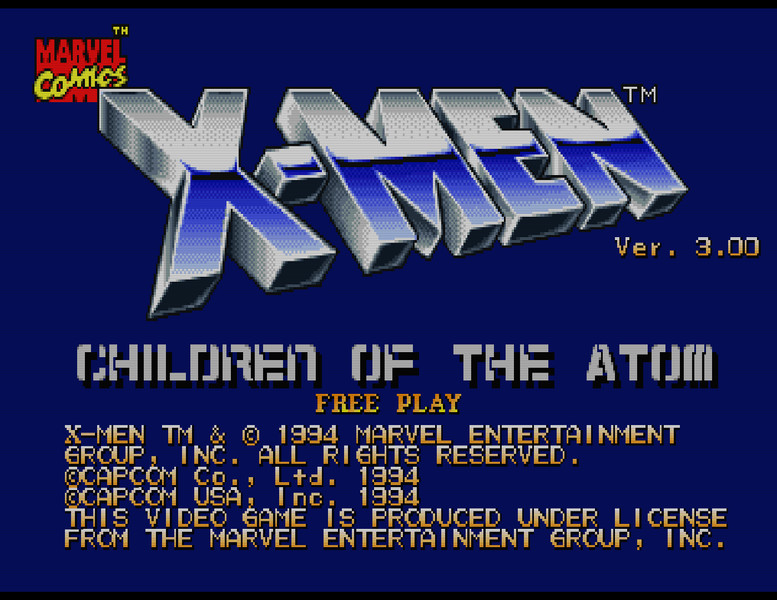 MARVEL TM
COMICS
X-MEN TM
Ver. 3.00
CHILDREN OF THE ATOM
FREE PLAY
X-MEN TM & © 1994 MARVEL ENTERTAINMENT
GROUP, INC. ALL RIGHTS RESERVED.
©CAPCOM Co., Ltd. 1994
©CAPCOM USA, Inc. 1994
THIS VIDEO GAME IS PRODUCED UNDER LICENSE
FROM THE MARVEL ENTERTAINMENT GROUP, INC.